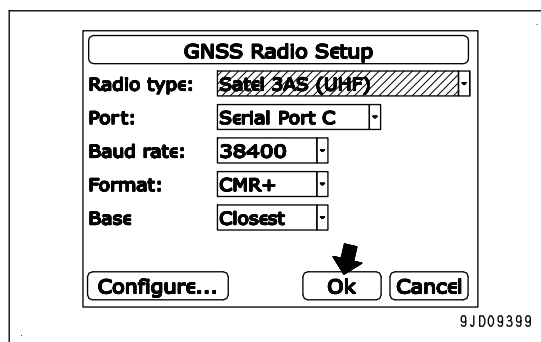 GNSS Radio Setup
Radio type: Satel 3AS (UHF)
Port: Serial Port C
Baud rate: 38400
Format: CMR+
Base Closest
Configure... Ok Cancel
9JD09399